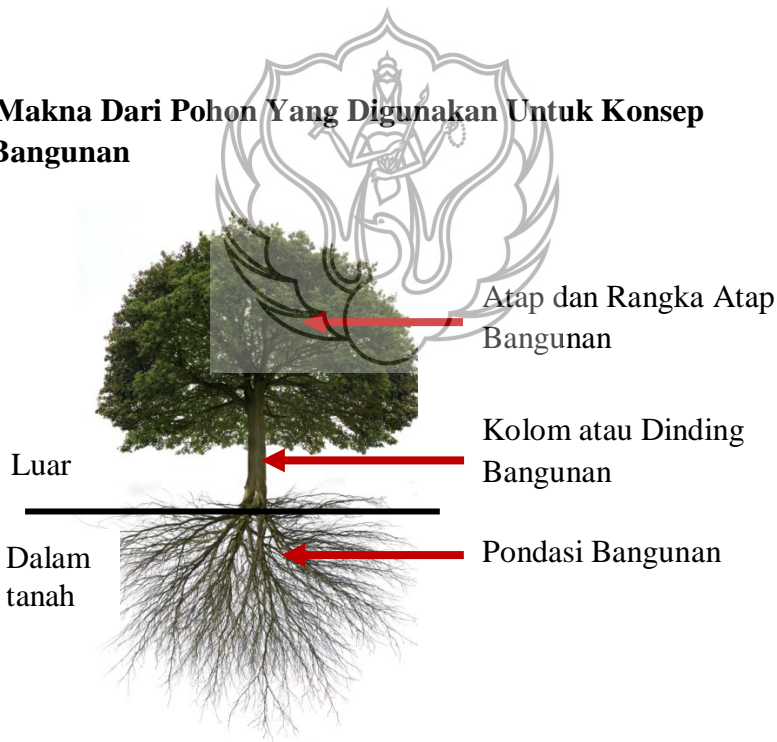 Makna Dari Pohon Yang Digunakan Untuk Konsep
Bangunan
Atap dan Rangka Atap
Bangunan
Kolom atau Dinding
Bangunan
Luar
Pondasi Bangunan
Dalam
tanah